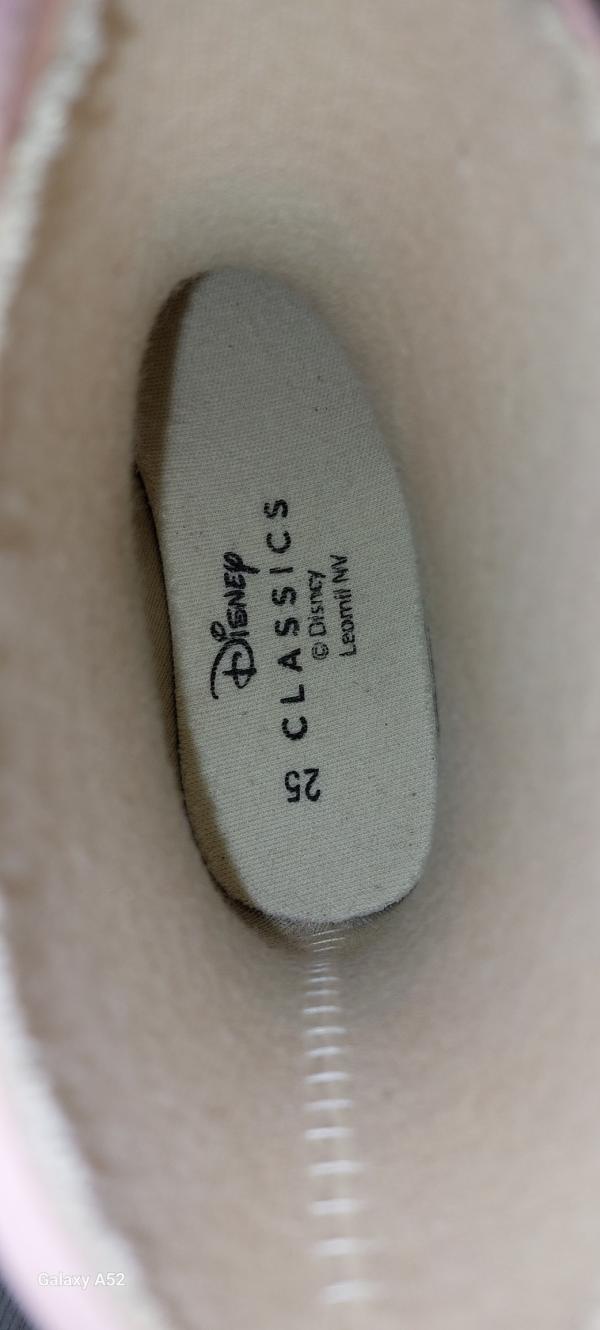 Disney
CLASSICS
© Disney
Leomil NV
25
Galaxy A52